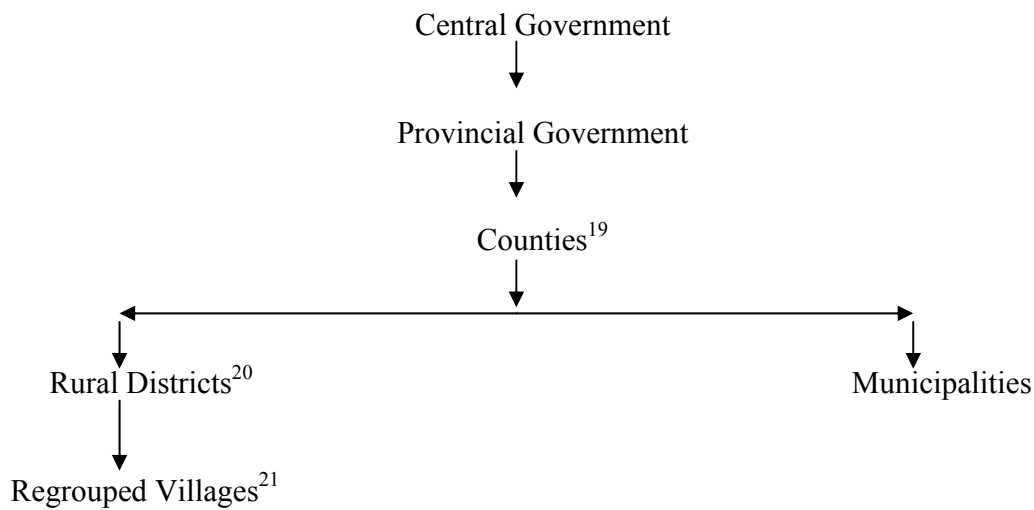 Central Government
Provincial Government
Counties19
Rural Districts20
Municipalities
Regrouped Villages21